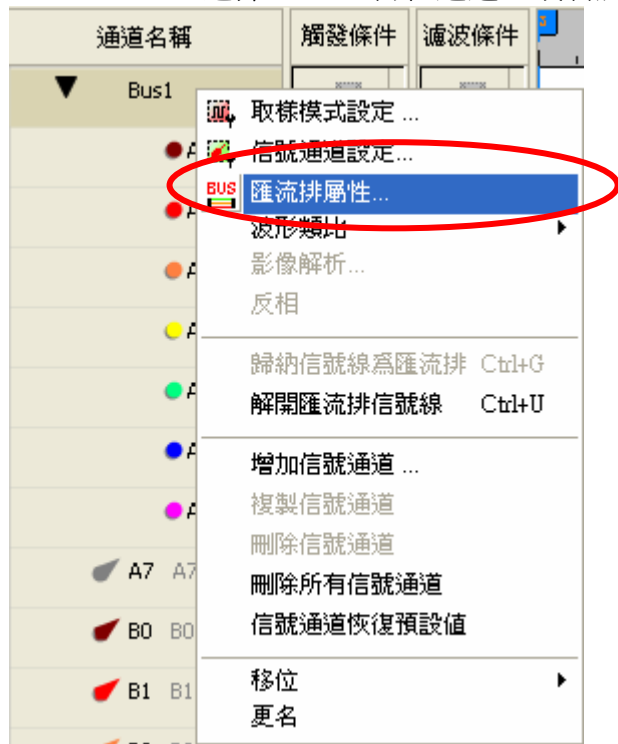 通道名稱 觸發條件 濾波條件
Bus1
取樣模式設定 ...
信號通道設定...
BUS 匯流排屬性...
波形類比
影像解析...
反相
歸納信號線為匯流排 Ctrl+G
解開匯流排信號線 Ctrl+U
增加信號通道 ...
複製信號通道
刪除信號通道
A7 A7
刪除所有信號通道
B0 B0
信號通道恢復預設值
B1 B1
移位
更名